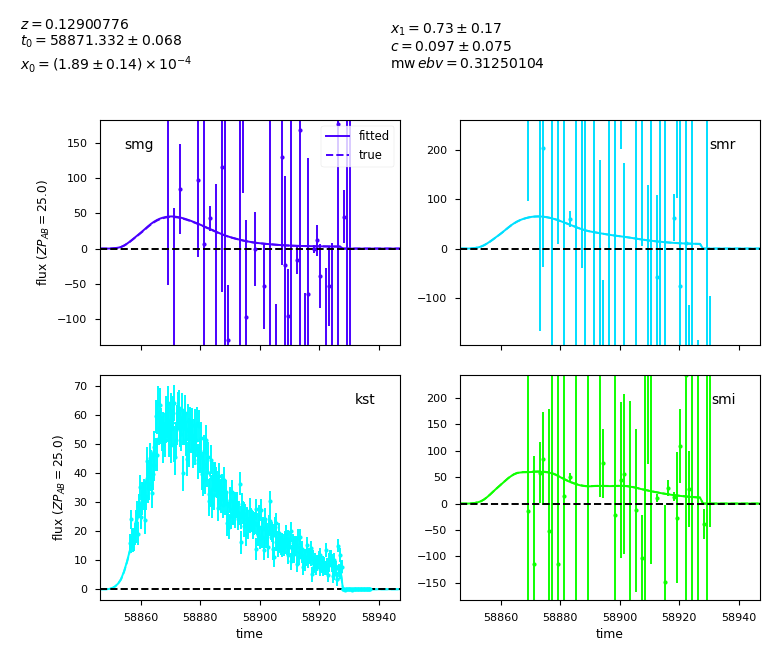 z = 0.12900776
t₀ = 58871.332 ± 0.068
x₀ = (1.89 ± 0.14) × 10⁻⁴
x₁ = 0.73 ± 0.17
c = 0.097 ± 0.075
mw ebv = 0.31250104
smg
fitted
true
150
100
50
0
−50
−100
flux (ZP_AB = 25.0)
smr
200
100
0
−100
kst
70
60
50
40
30
20
10
0
flux (ZP_AB = 25.0)
58860 58880 58900 58920 58940
time
smi
200
150
100
50
0
−50
−100
−150
58860 58880 58900 58920 58940
time